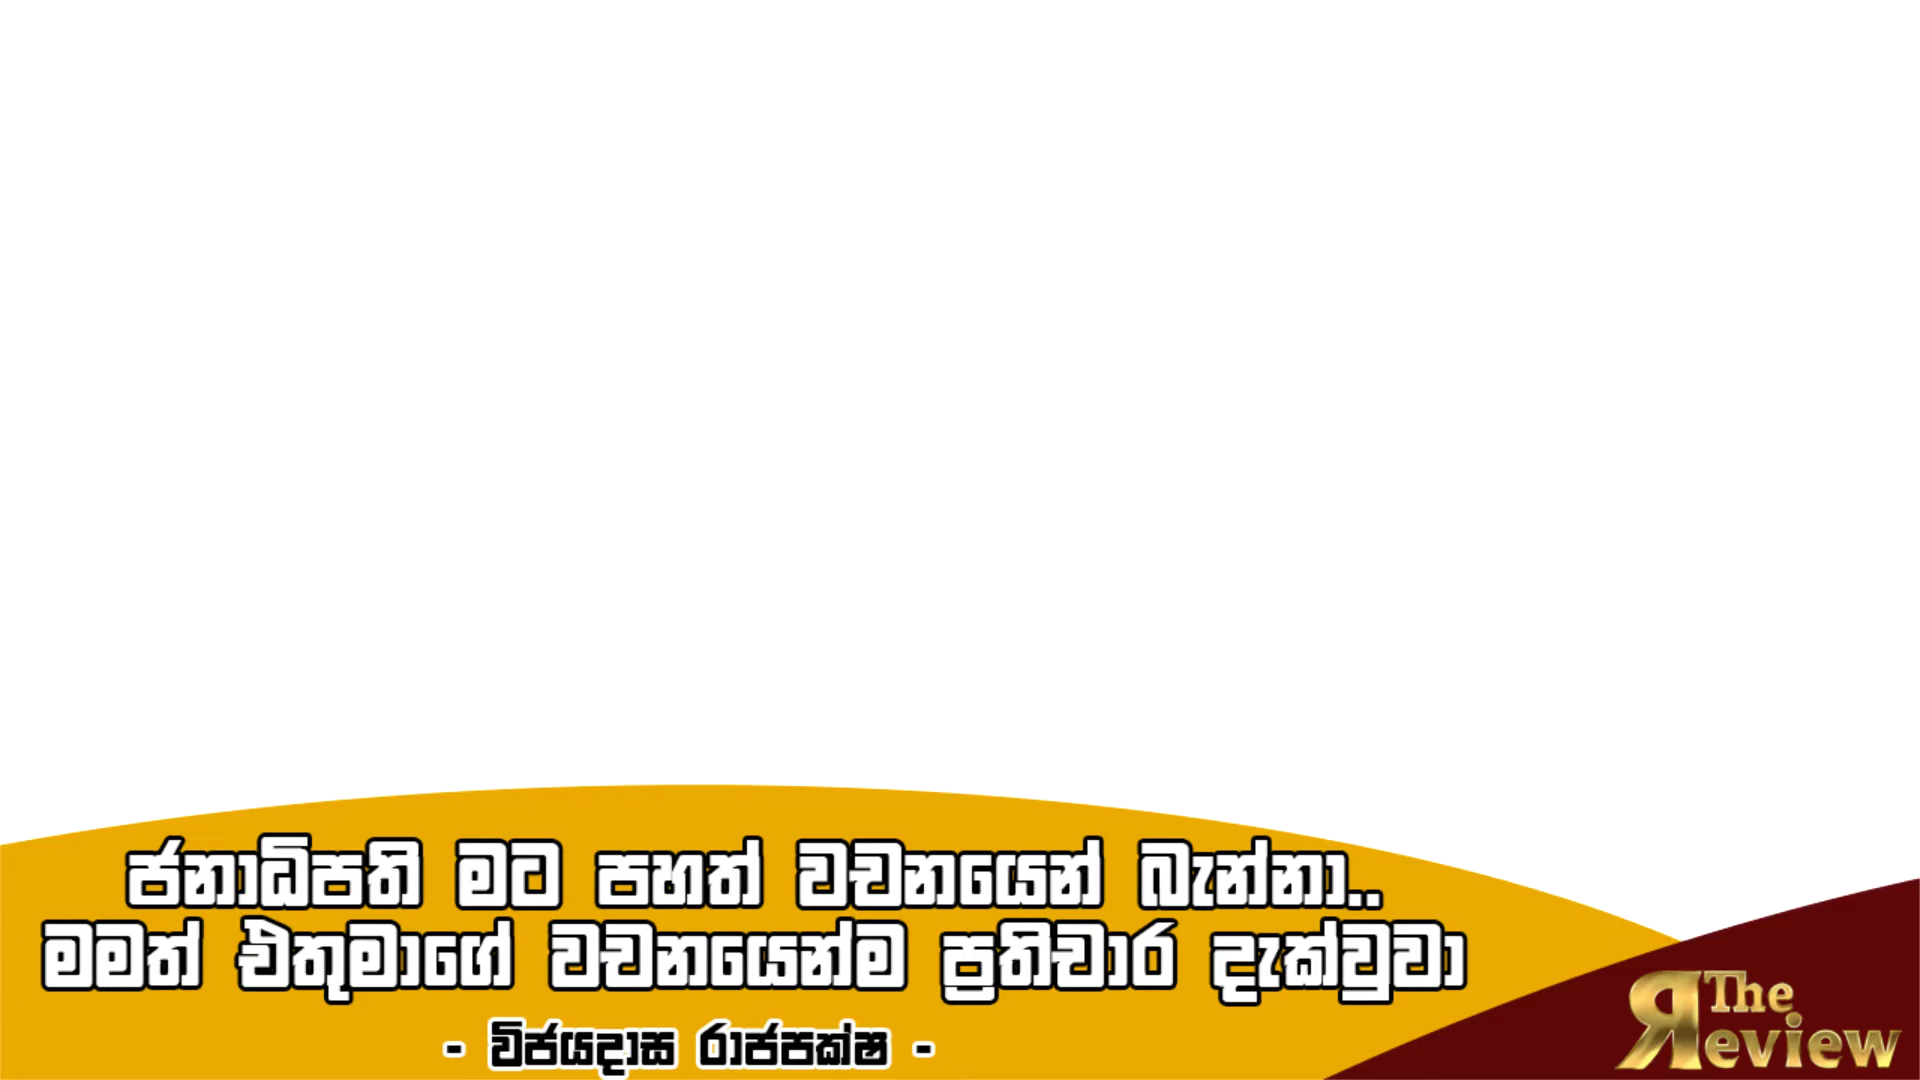 ජනාධිපති මට පහත් වචනයෙන් බැන්නා..
මමත් එතුමාගේ වචනයෙන්ම ප්‍රතිචාර දැක්වුවා
- විජයදාස රාජපක්ෂ -
The
Review